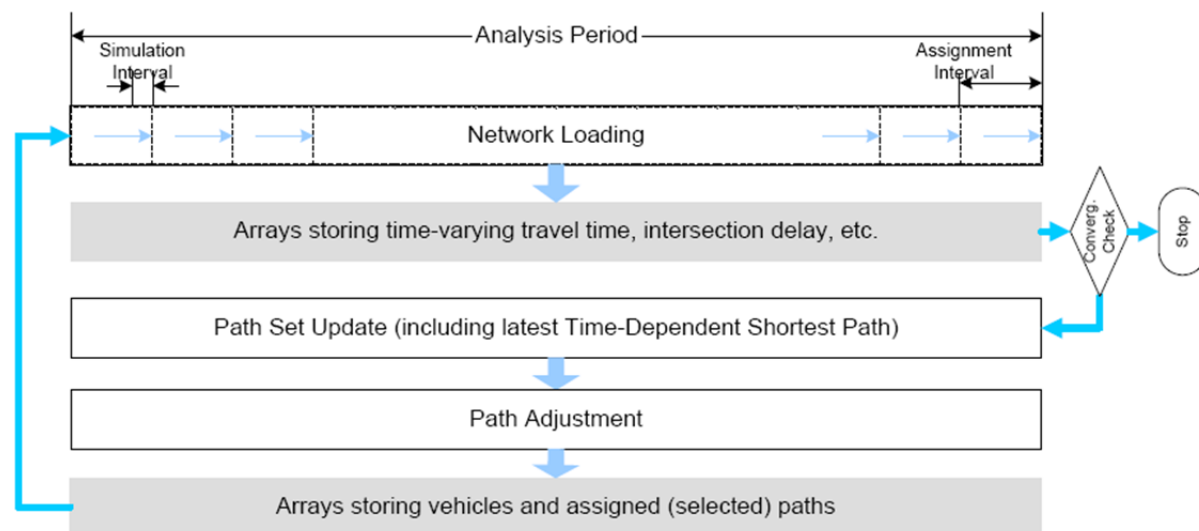 Analysis Period
Simulation
Interval
Assignment
Interval
Network Loading
Arrays storing time-varying travel time, intersection delay, etc.
Converg.
Check
Stop
Path Set Update (including latest Time-Dependent Shortest Path)
Path Adjustment
Arrays storing vehicles and assigned (selected) paths